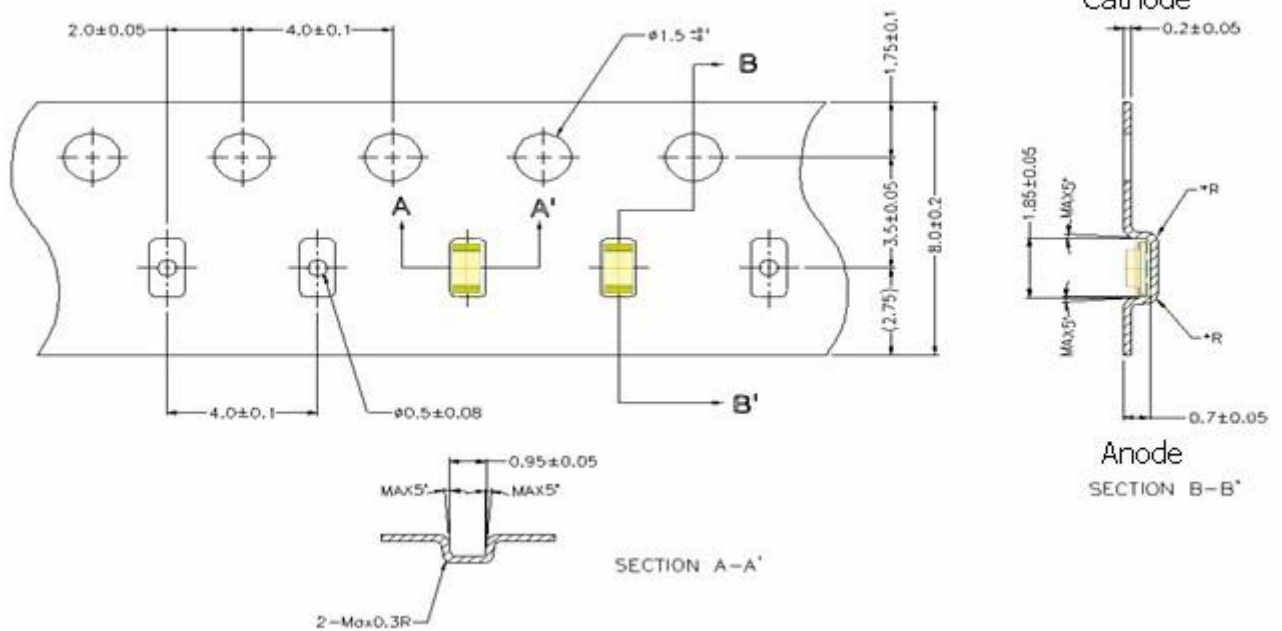 Cathode
2.0±0.05
4.0±0.1
B
0.2±0.05
1.75±0.1
A
A'
3.5±0.05
8.0±0.2
1.85±0.05
MAX5°
*R
(2.75)
MAX5°
*R
4.0±0.1
ø0.5±0.08
B'
0.7±0.05
0.95±0.05
MAX5°
MAX5°
Anode
SECTION B-B'
SECTION A-A'
2-Max0.3R